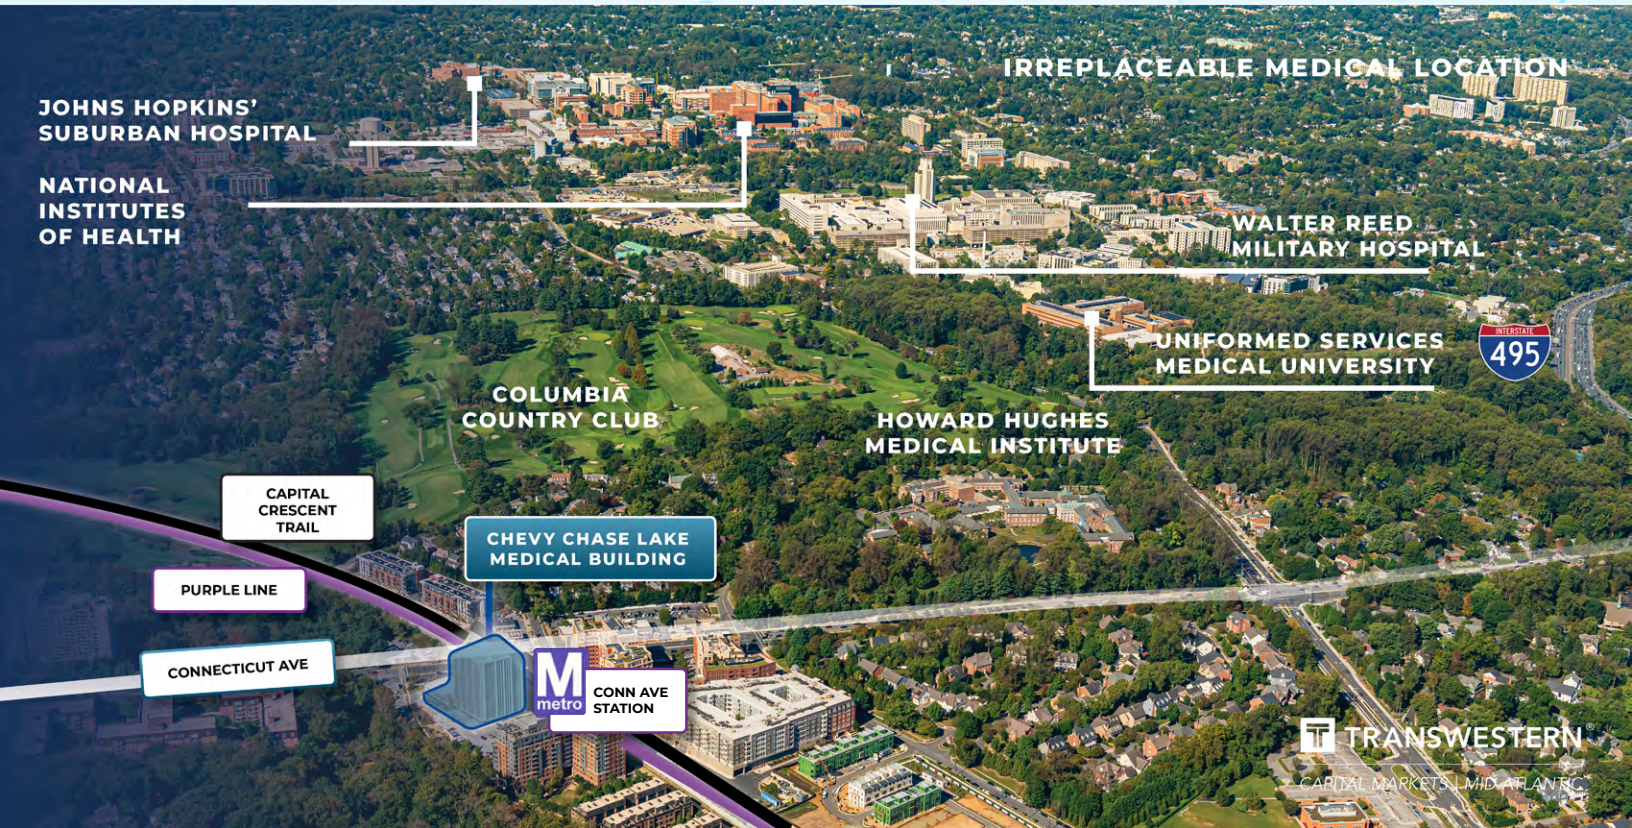 IRREPLACEABLE MEDICAL LOCATION
JOHNS HOPKINS’
SUBURBAN HOSPITAL
NATIONAL
INSTITUTES
OF HEALTH
WALTER REED
MILITARY HOSPITAL
UNIFORMED SERVICES
MEDICAL UNIVERSITY
INTERSTATE
495
COLUMBIA
COUNTRY CLUB
HOWARD HUGHES
MEDICAL INSTITUTE
CAPITAL
CRESCENT
TRAIL
CHEVY CHASE LAKE
MEDICAL BUILDING
PURPLE LINE
CONNECTICUT AVE
M
metro
CONN AVE
STATION
TRANSWESTERN®
CAPITAL MARKETS | MID-ATLANTIC